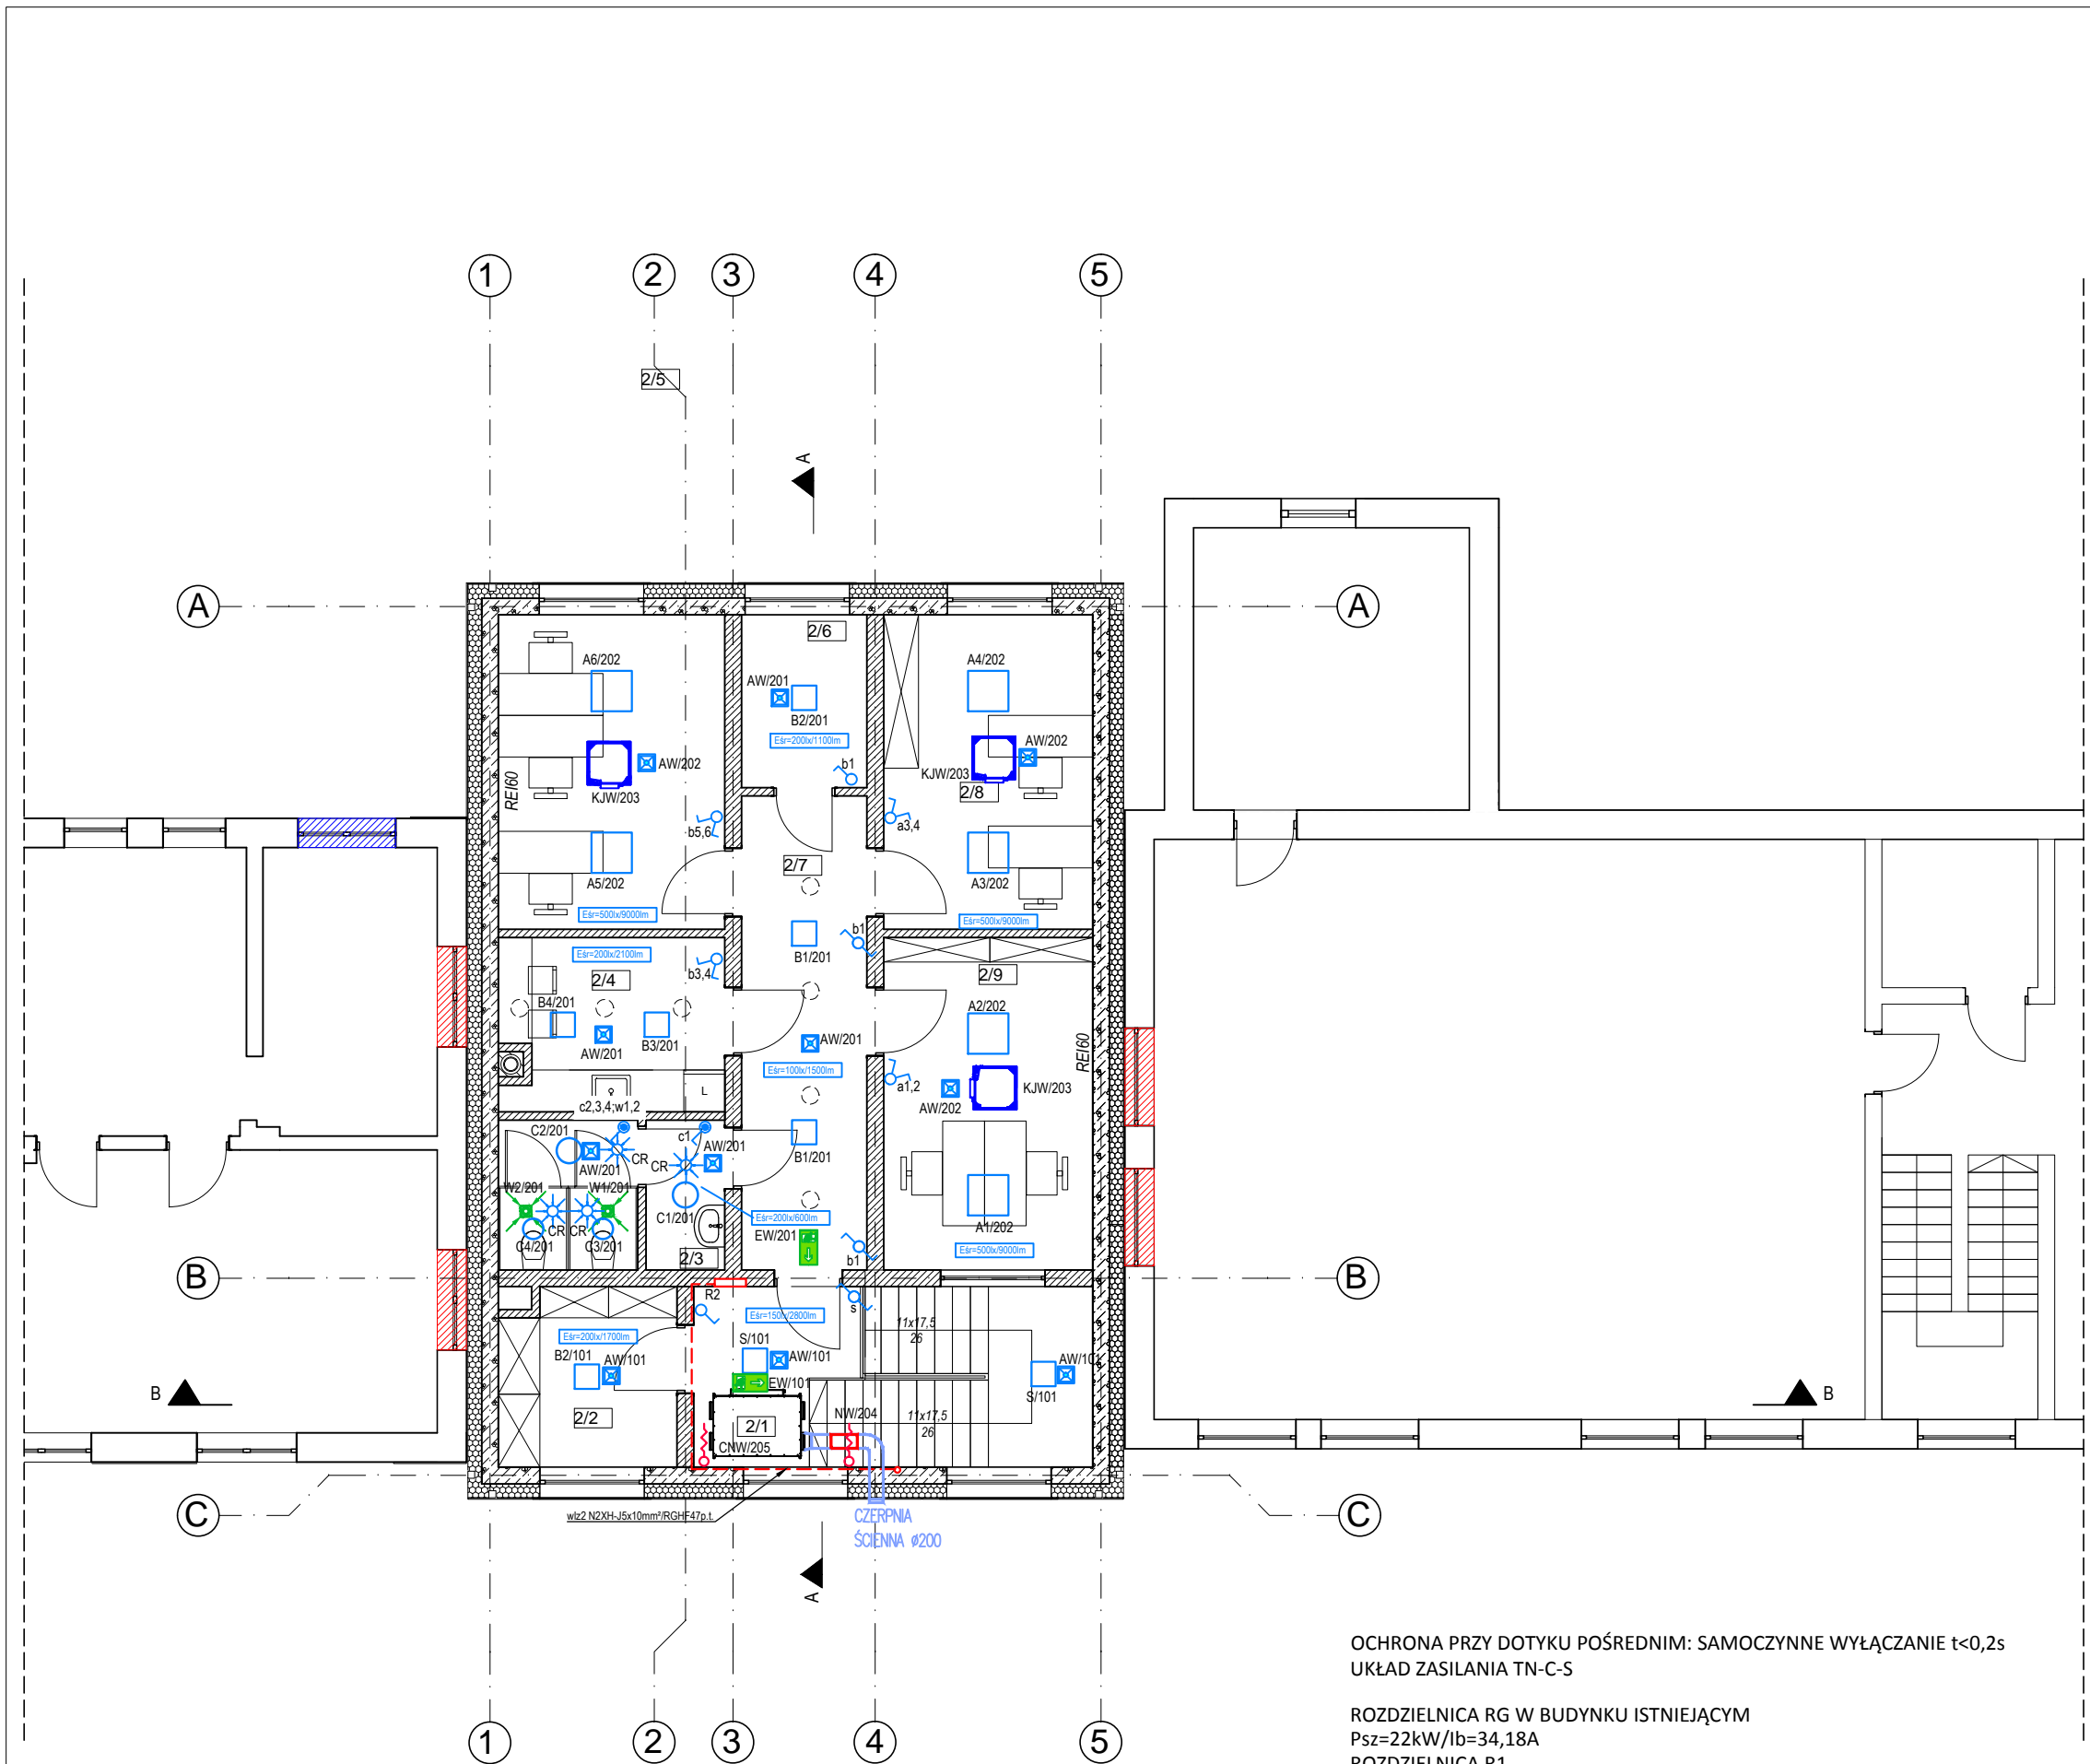 1 2 3 4 5
2/5
A
A A
2/6
A6/202 A4/202
AW/201
B2/201
Eśr=200lx/1100lm
AW/202 AW/202
b1
KJW/203 KJW/203
2/8
REI60
b5,6 a3,4
2/7
A5/202 A3/202
Eśr=500lx/9000lm Eśr=500lx/9000lm
b1
Eśr=200lx/2100lm B1/201
b3,4 2/4 2/9
B4/201 A2/202
AW/201 B3/201 AW/201
REI60
Eśr=100lx/1500lm
a1,2 KJW/203
L
c2,3,4;w1,2 AW/202
C2/201 c1 AW/201
AW/201 CR CR B1/201
W2/201 W1/201
C1/201 Eśr=200lx/600lm A1/202
CR CR EW/201
C4/201 C3/201
2/3 b1 Eśr=500lx/9000lm
B B
R2 s
Eśr=150lx/2800lm 11x17,5
26
Eśr=200lx/1700lm S/101
B2/101 AW/101 AW/101 AW/101
EW/101 S/101
B B
2/2 2/1 NW/204 11x17,5
26
CNW/205
C C
wlz2 N2XH-J5x10mm²/RGHF47p.t.
CZERPNIA
ŚCIENNA ø200
A
OCHRONA PRZY DOTYKU POŚREDNIM: SAMOCZYNNE WYŁĄCZANIE t<0,2s
UKŁAD ZASILANIA TN-C-S
ROZDZIELNICA RG W BUDYNKU ISTNIEJĄCYM
Psz=22kW/Ib=34,18A
ROZDZIELNICA R1
1 2 3 4 5